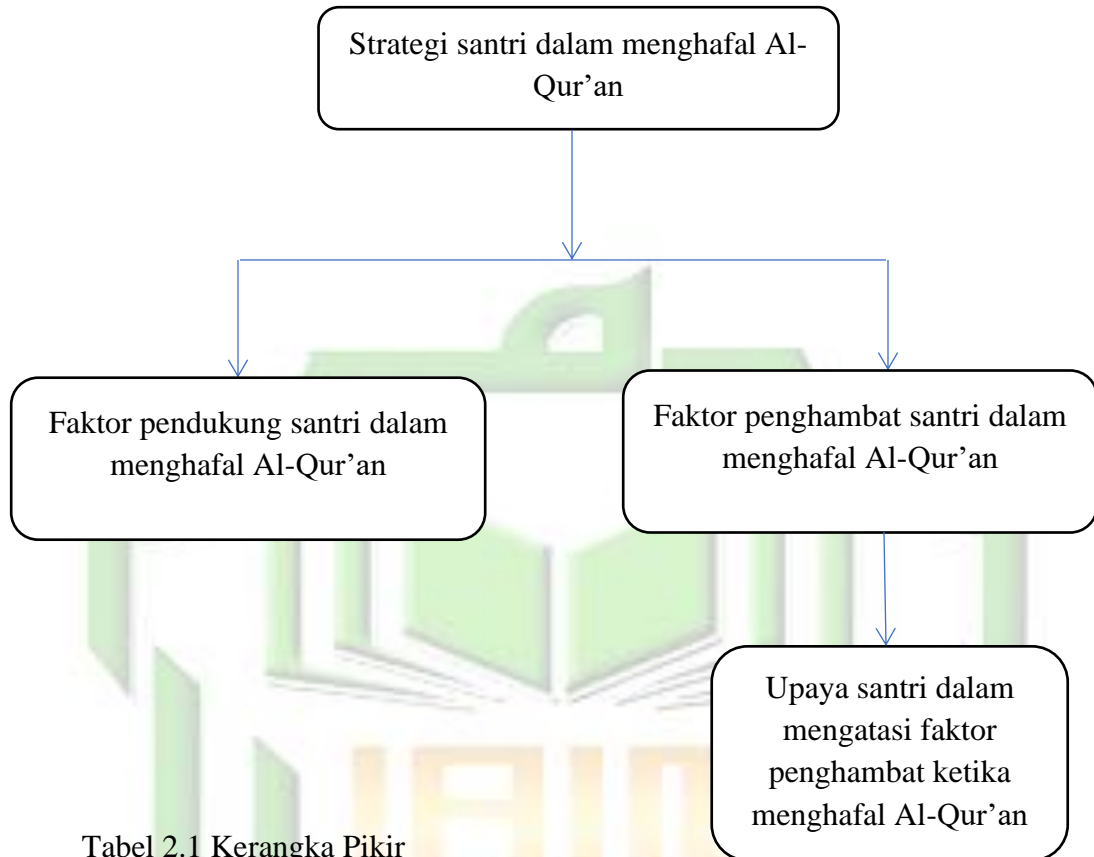 Strategi santri dalam menghafal Al-
Qur’an
Faktor pendukung santri dalam
menghafal Al-Qur’an
Faktor penghambat santri dalam
menghafal Al-Qur’an
Upaya santri dalam
mengatasi faktor
penghambat ketika
menghafal Al-Qur’an
Tabel 2.1 Kerangka Pikir